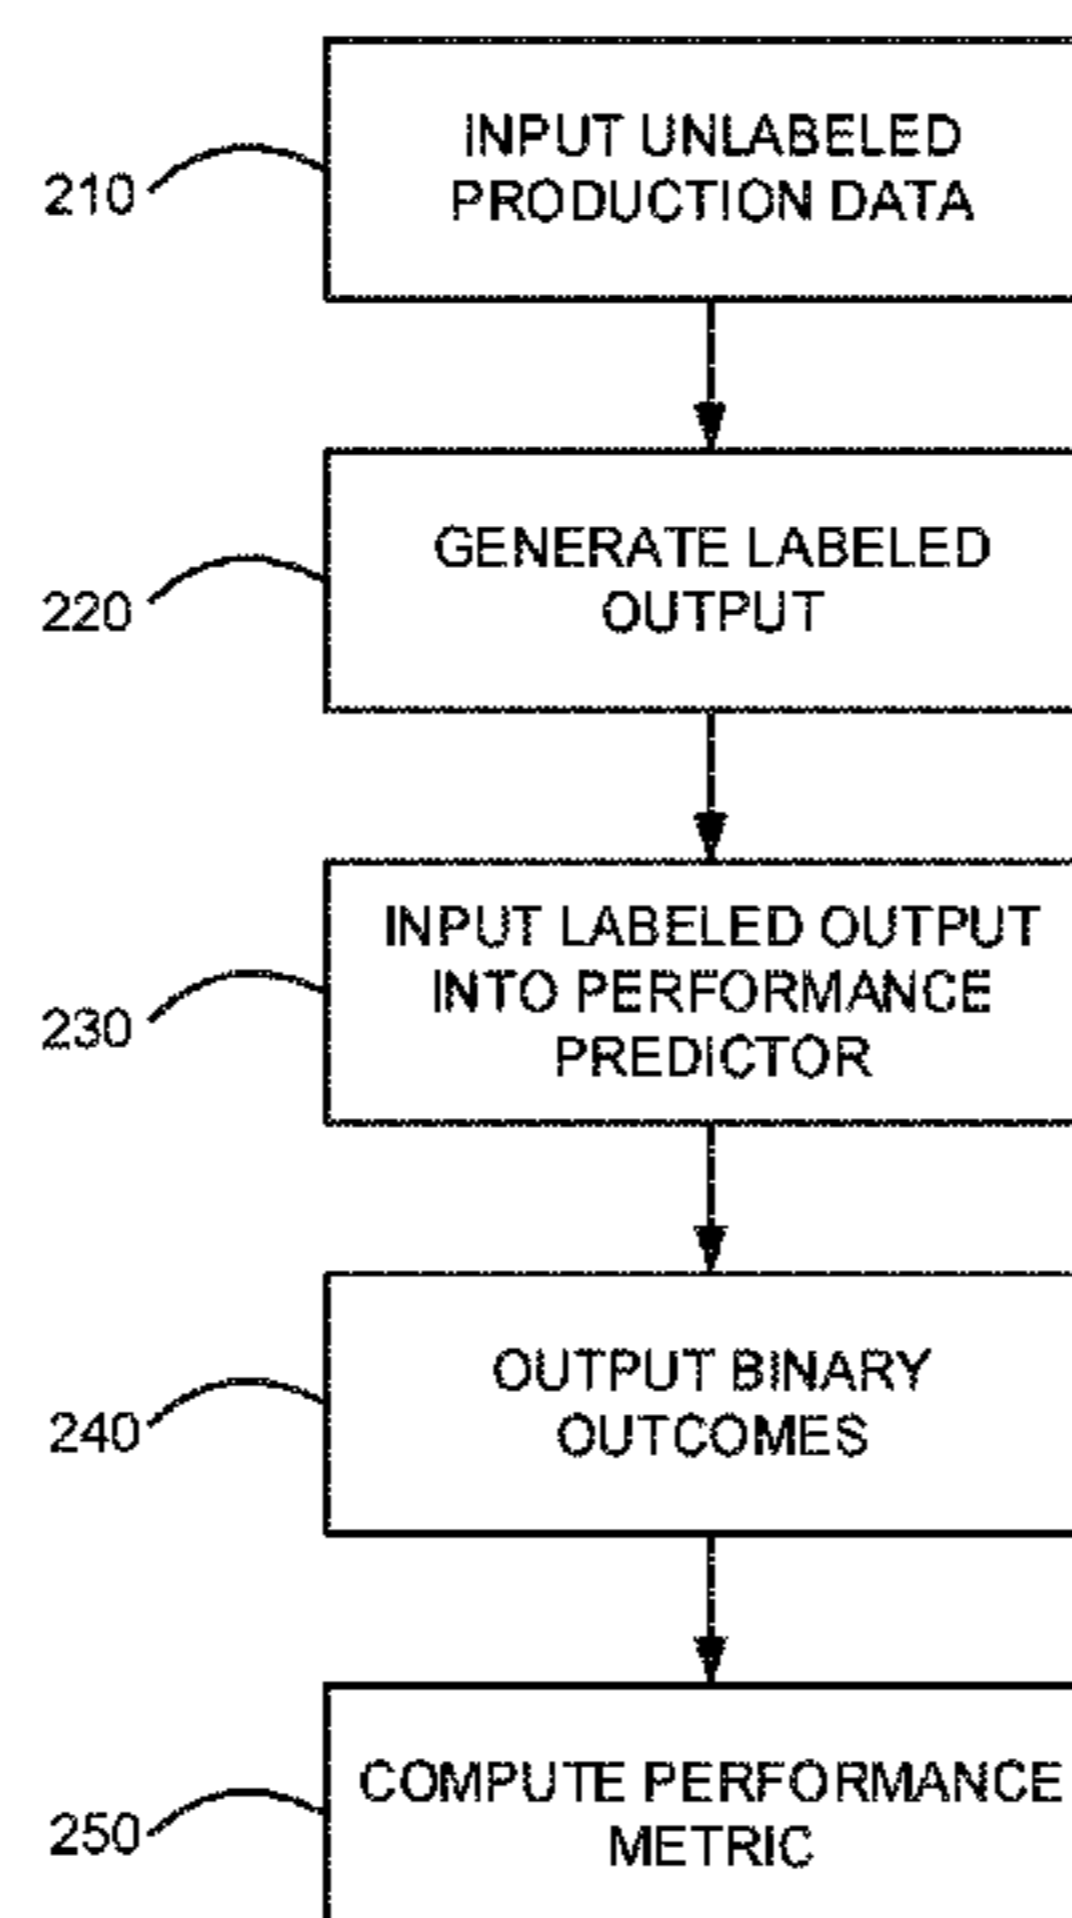 210
INPUT UNLABELED
PRODUCTION DATA
220
GENERATE LABELED
OUTPUT
230
INPUT LABELED OUTPUT
INTO PERFORMANCE
PREDICTOR
240
OUTPUT BINARY
OUTCOMES
250
COMPUTE PERFORMANCE
METRIC